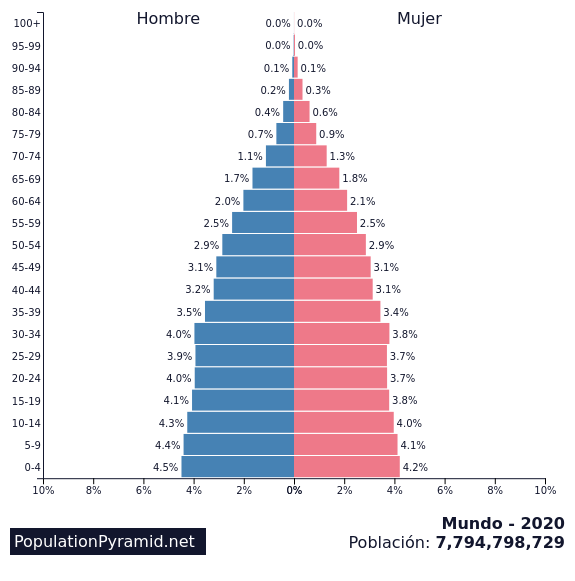 Hombre Mujer
100+ 0.0% 0.0%
95-99 0.0% 0.0%
90-94 0.1% 0.1%
85-89 0.2% 0.3%
80-84 0.4% 0.6%
75-79 0.7% 0.9%
70-74 1.1% 1.3%
65-69 1.7% 1.8%
60-64 2.0% 2.1%
55-59 2.5% 2.5%
50-54 2.9% 2.9%
45-49 3.1% 3.1%
40-44 3.2% 3.1%
35-39 3.5% 3.4%
30-34 4.0% 3.8%
25-29 3.9% 3.7%
20-24 4.0% 3.7%
15-19 4.1% 3.8%
10-14 4.3% 4.0%
5-9 4.4% 4.1%
0-4 4.5% 4.2%
10% 8% 6% 4% 2% 0% 2% 4% 6% 8% 10%
Mundo - 2020
PopulationPyramid.net Población: 7,794,798,729